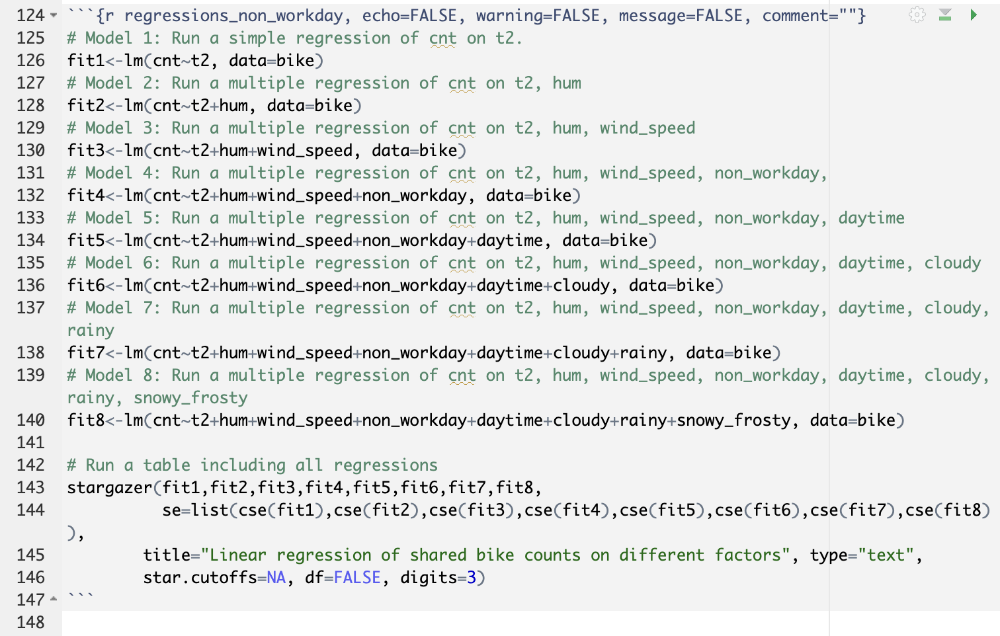 124 ```{r regressions_non_workday, echo=FALSE, warning=FALSE, message=FALSE, comment=""}
125 # Model 1: Run a simple regression of cnt on t2.
126 fit1<-lm(cnt~t2, data=bike)
127 # Model 2: Run a multiple regression of cnt on t2, hum
128 fit2<-lm(cnt~t2+hum, data=bike)
129 # Model 3: Run a multiple regression of cnt on t2, hum, wind_speed
130 fit3<-lm(cnt~t2+hum+wind_speed, data=bike)
131 # Model 4: Run a multiple regression of cnt on t2, hum, wind_speed, non_workday,
132 fit4<-lm(cnt~t2+hum+wind_speed+non_workday, data=bike)
133 # Model 5: Run a multiple regression of cnt on t2, hum, wind_speed, non_workday, daytime
134 fit5<-lm(cnt~t2+hum+wind_speed+non_workday+daytime, data=bike)
135 # Model 6: Run a multiple regression of cnt on t2, hum, wind_speed, non_workday, daytime, cloudy
136 fit6<-lm(cnt~t2+hum+wind_speed+non_workday+daytime+cloudy, data=bike)
137 # Model 7: Run a multiple regression of cnt on t2, hum, wind_speed, non_workday, daytime, cloudy,
rainy
138 fit7<-lm(cnt~t2+hum+wind_speed+non_workday+daytime+cloudy+rainy, data=bike)
139 # Model 8: Run a multiple regression of cnt on t2, hum, wind_speed, non_workday, daytime, cloudy,
rainy, snowy_frosty
140 fit8<-lm(cnt~t2+hum+wind_speed+non_workday+daytime+cloudy+rainy+snowy_frosty, data=bike)
141
142 # Run a table including all regressions
143 stargazer(fit1,fit2,fit3,fit4,fit5,fit6,fit7,fit8,
144 se=list(cse(fit1),cse(fit2),cse(fit3),cse(fit4),cse(fit5),cse(fit6),cse(fit7),cse(fit8)
),
145 title="Linear regression of shared bike counts on different factors", type="text",
146 star.cutoffs=NA, df=FALSE, digits=3)
147 ```
148